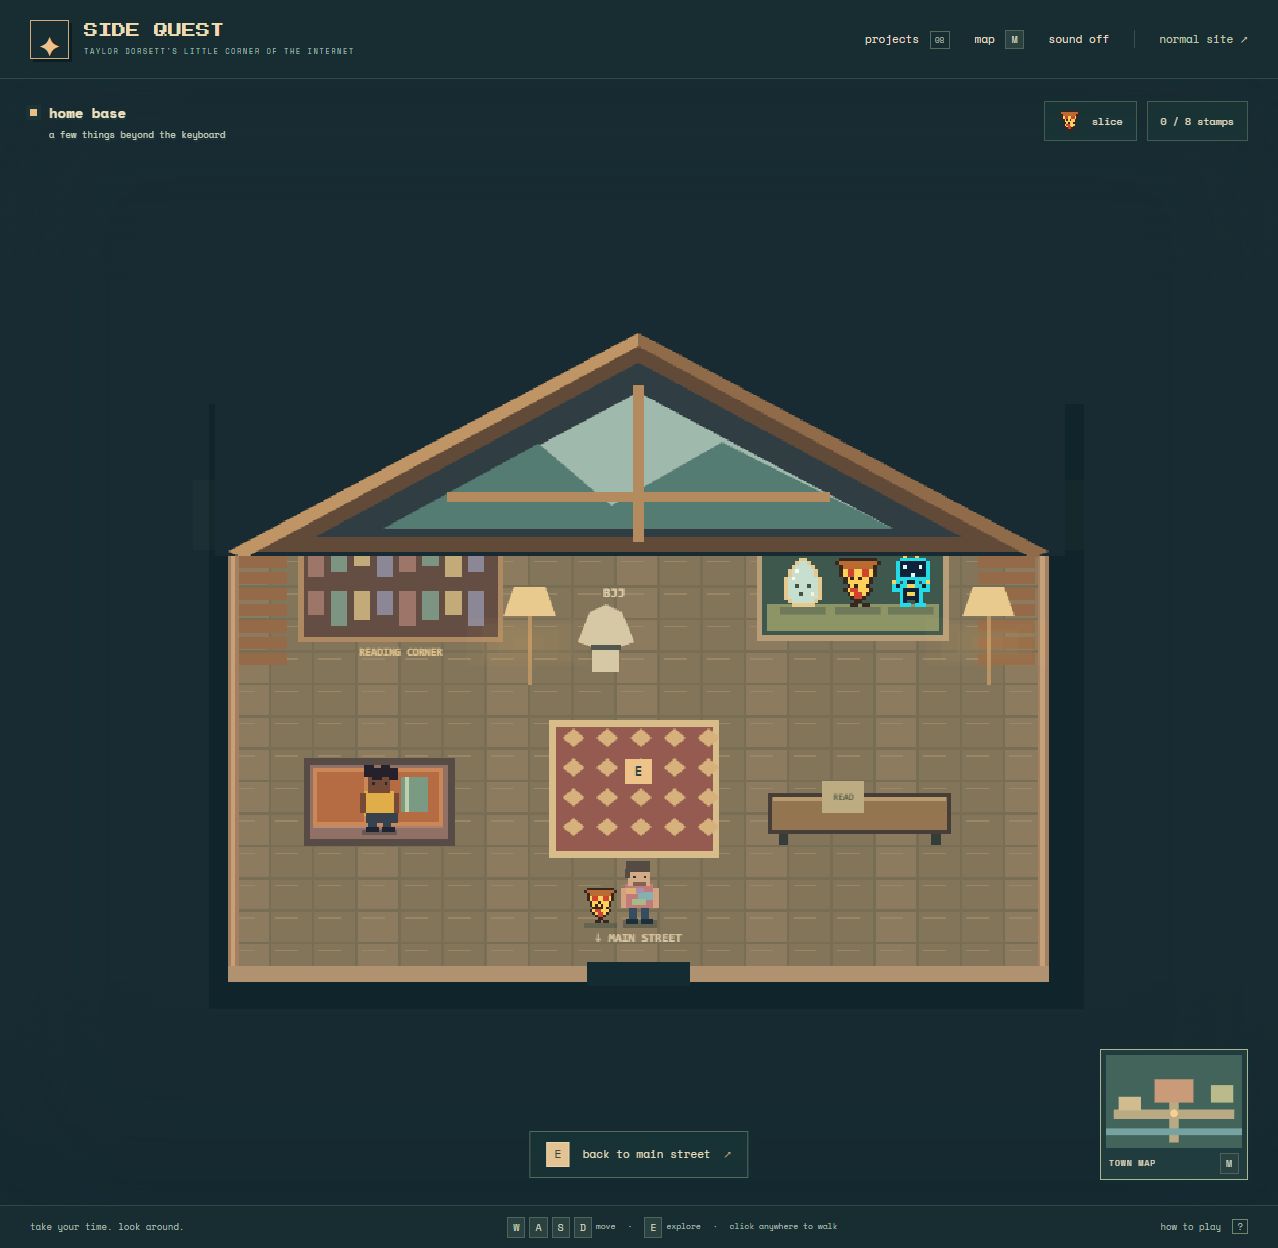 SIDE QUEST
TAYLOR DORSETT'S LITTLE CORNER OF THE INTERNET
projects 08 map M sound off normal site ↗
home base
a few things beyond the keyboard
slice
0 / 8 stamps
BJJ
READING CORNER
E
READ
↓ MAIN STREET
E back to main street ↗
TOWN MAP M
take your time. look around.
W A S D move · E explore · click anywhere to walk
how to play ?